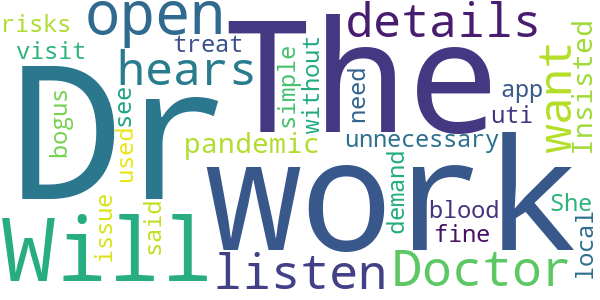 risks
open
details
The
visit
treat
hears
simple
without
Dr
need
want
Insisted
app
uti
bogus
used
see
pandemic
unnecessary
work
Will
issue
said
listen
demand
blood
fine
Doctor
She
local